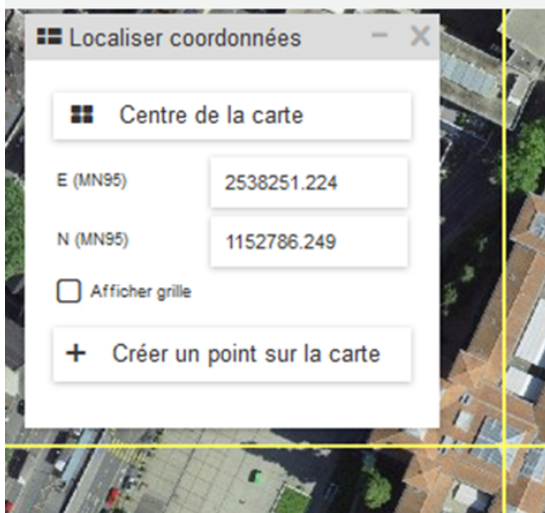 Localiser coordonnées
Centre de la carte
E (MN95) 2538251.224
N (MN95) 1152786.249
Afficher grille
Créer un point sur la carte